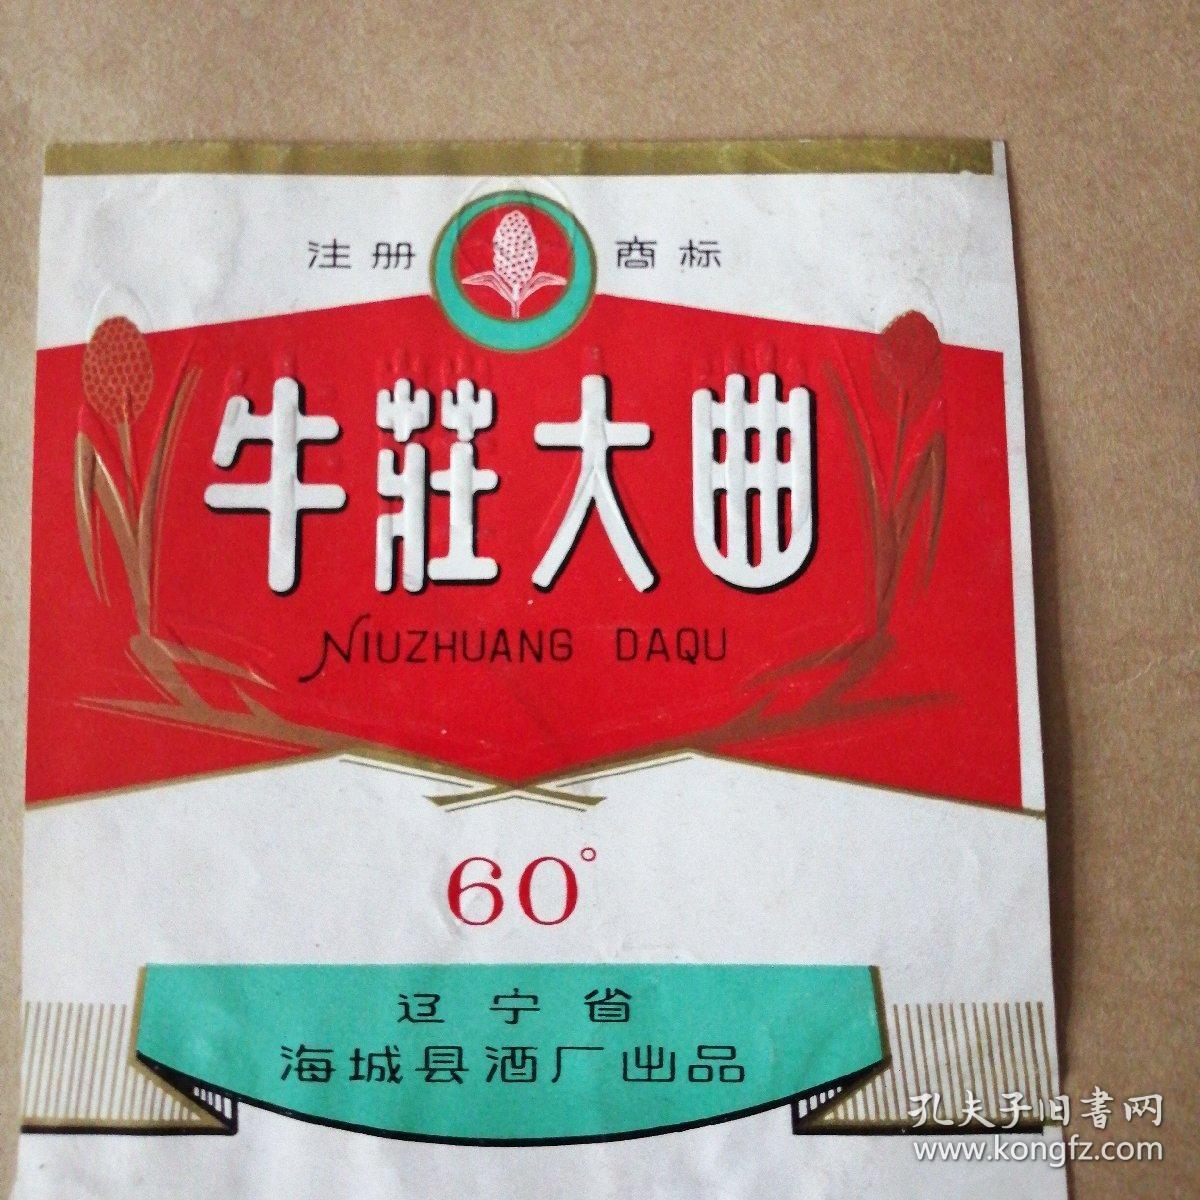 注册 商标
牛莊大曲
NIUZHUANG DAQU
60°
辽宁省
海城县酒厂出品
孔夫子旧書网
www.kongfz.com